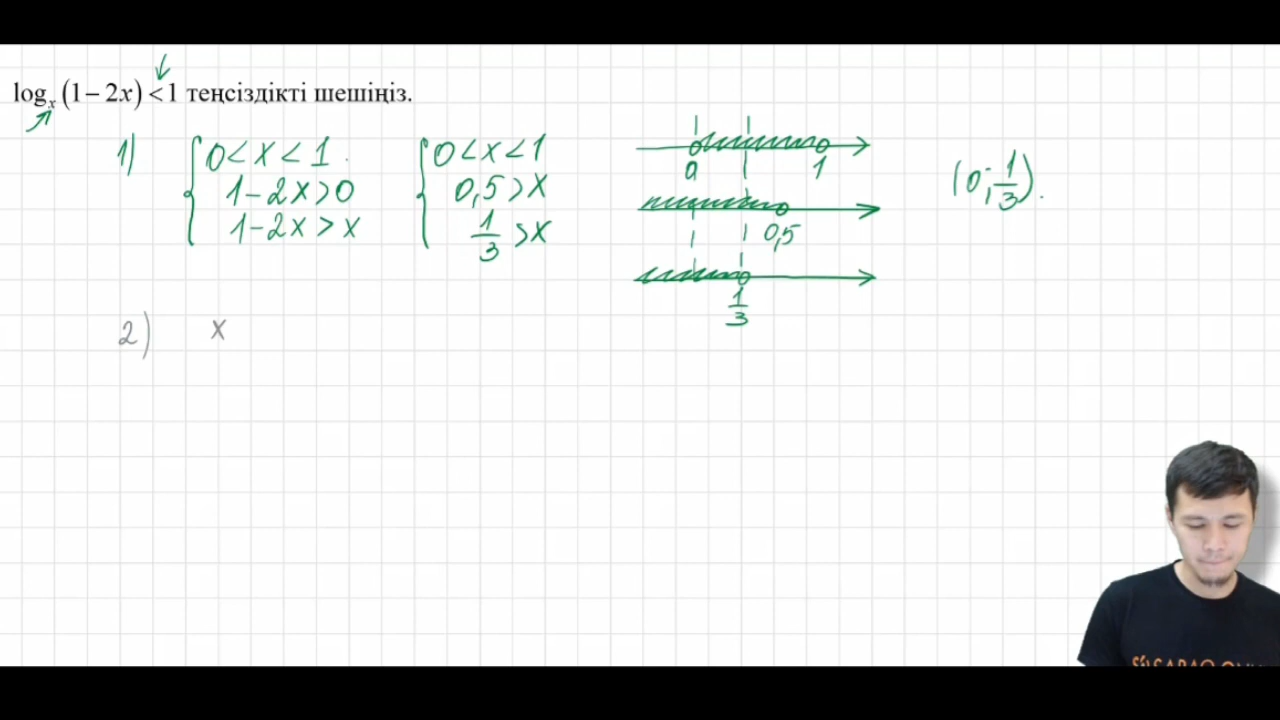 logₓ(1 − 2x) < 1 теңсіздікті шешіңіз.
1) { 0 < x < 1 { 0 < x < 1
1 − 2x > 0 0,5 > x
1 − 2x > x 1/3 > x
0 1
0,5
1/3
(0; 1/3).
2) x